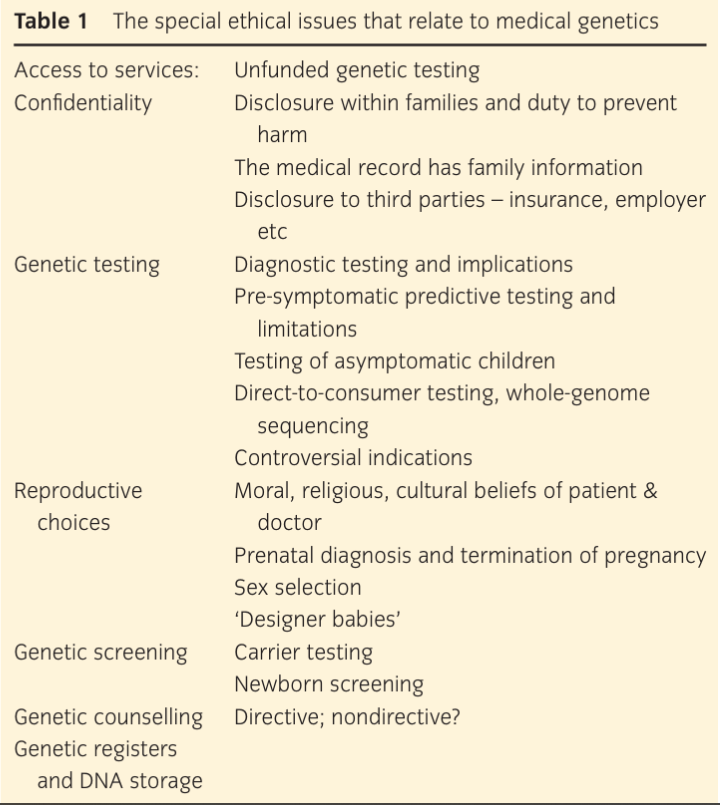 Table 1 The special ethical issues that relate to medical genetics
Access to services: Unfunded genetic testing
Confidentiality Disclosure within families and duty to prevent
harm
The medical record has family information
Disclosure to third parties – insurance, employer
etc
Genetic testing Diagnostic testing and implications
Pre-symptomatic predictive testing and
limitations
Testing of asymptomatic children
Direct-to-consumer testing, whole-genome
sequencing
Controversial indications
Reproductive Moral, religious, cultural beliefs of patient &
choices doctor
Prenatal diagnosis and termination of pregnancy
Sex selection
‘Designer babies’
Genetic screening Carrier testing
Newborn screening
Genetic counselling Directive; nondirective?
Genetic registers
and DNA storage